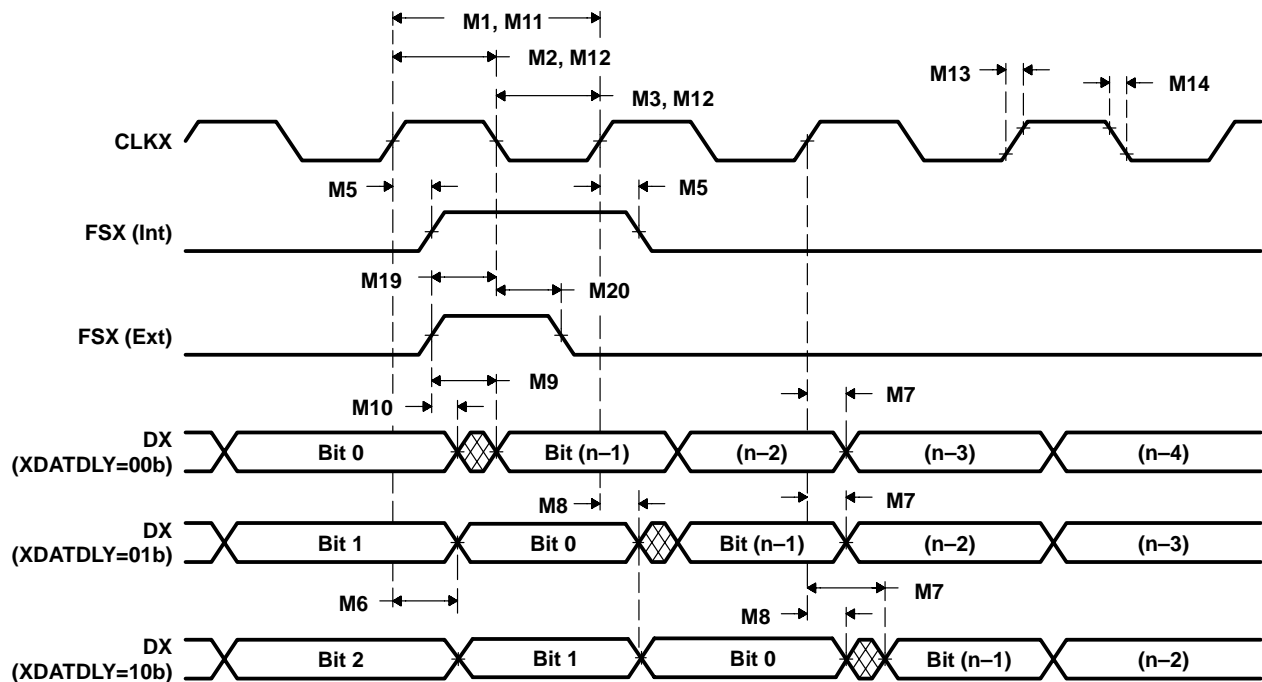 M1, M11
M2, M12
M13
M14
M3, M12
CLKX
M5
M5
FSX (Int)
M19
M20
FSX (Ext)
M9
M10
M7
DX
(XDATDLY=00b)
Bit 0
Bit (n–1)
(n–2)
(n–3)
(n–4)
M8
M7
DX
(XDATDLY=01b)
Bit 1
Bit 0
Bit (n–1)
(n–2)
(n–3)
M6
M7
M8
DX
(XDATDLY=10b)
Bit 2
Bit 1
Bit 0
Bit (n–1)
(n–2)